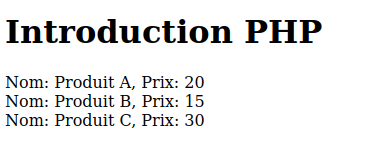 Introduction PHP
Nom: Produit A, Prix: 20
Nom: Produit B, Prix: 15
Nom: Produit C, Prix: 30